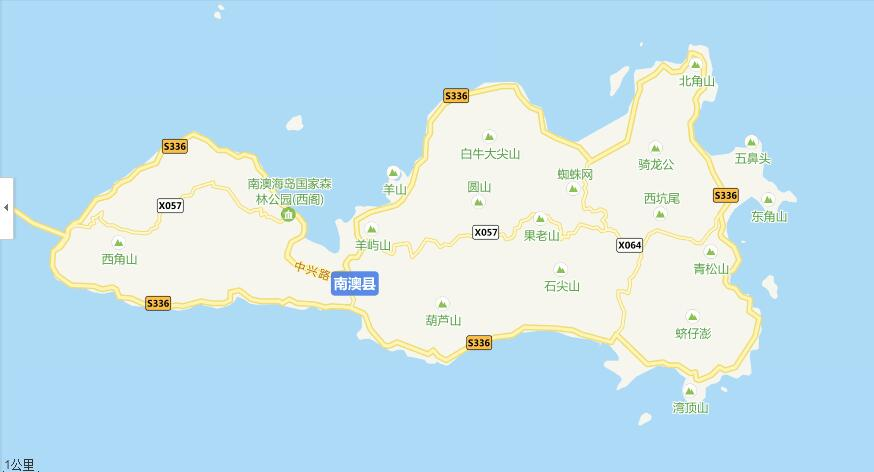 北角山
S336
S336
白牛大尖山
骑龙公
五鼻头
蜘蛛网
南澳海岛国家森
林公园(西阁)
羊山
圆山
西坑尾
S336
X057
东角山
羊屿山
X057
果老山
X064
西角山
中兴路
青松山
南澳县
石尖山
S336
葫芦山
蛴仔澎
S336
湾顶山
1公里